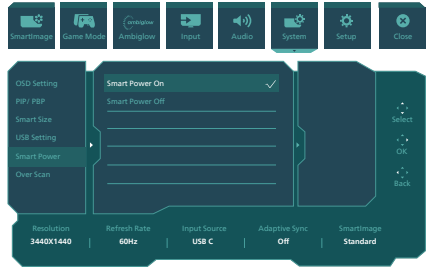 SmartImage
Game Mode
ambiglow
Ambiglow
Input
Audio
System
Setup
Close
OSD Setting
PIP/ PBP
Smart Size
USB Setting
Smart Power
Over Scan
Smart Power On
Smart Power Off
Select
OK
Back
Resolution
3440X1440
Refresh Rate
60Hz
Input Source
USB C
Adaptive Sync
Off
SmartImage
Standard